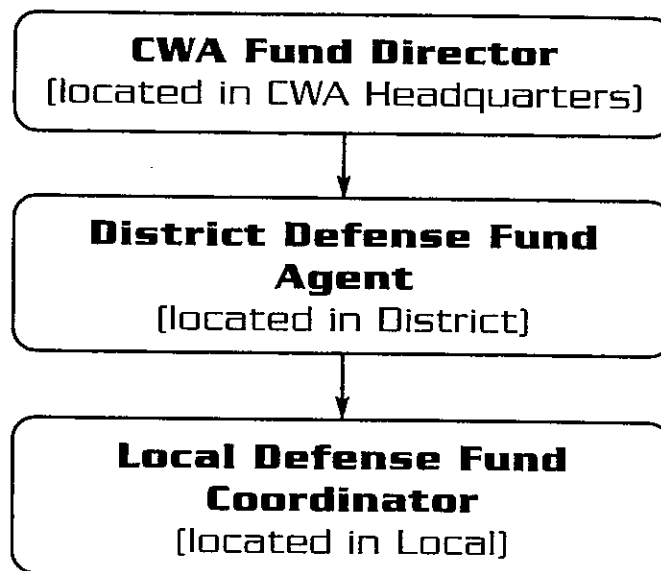 CWA Fund Director
(located in CWA Headquarters)
District Defense Fund
Agent
(located in District)
Local Defense Fund
Coordinator
(located in Local)